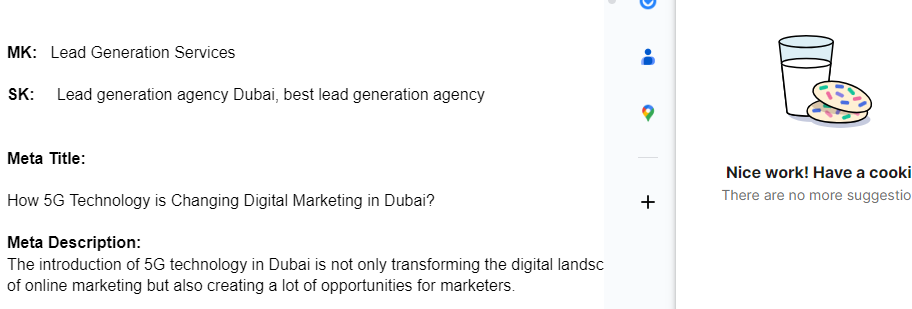 MK: Lead Generation Services
SK: Lead generation agency Dubai, best lead generation agency
Meta Title:
How 5G Technology is Changing Digital Marketing in Dubai?
Meta Description:
The introduction of 5G technology in Dubai is not only transforming the digital landsc
of online marketing but also creating a lot of opportunities for marketers.
Nice work! Have a cooki
There are no more suggestio